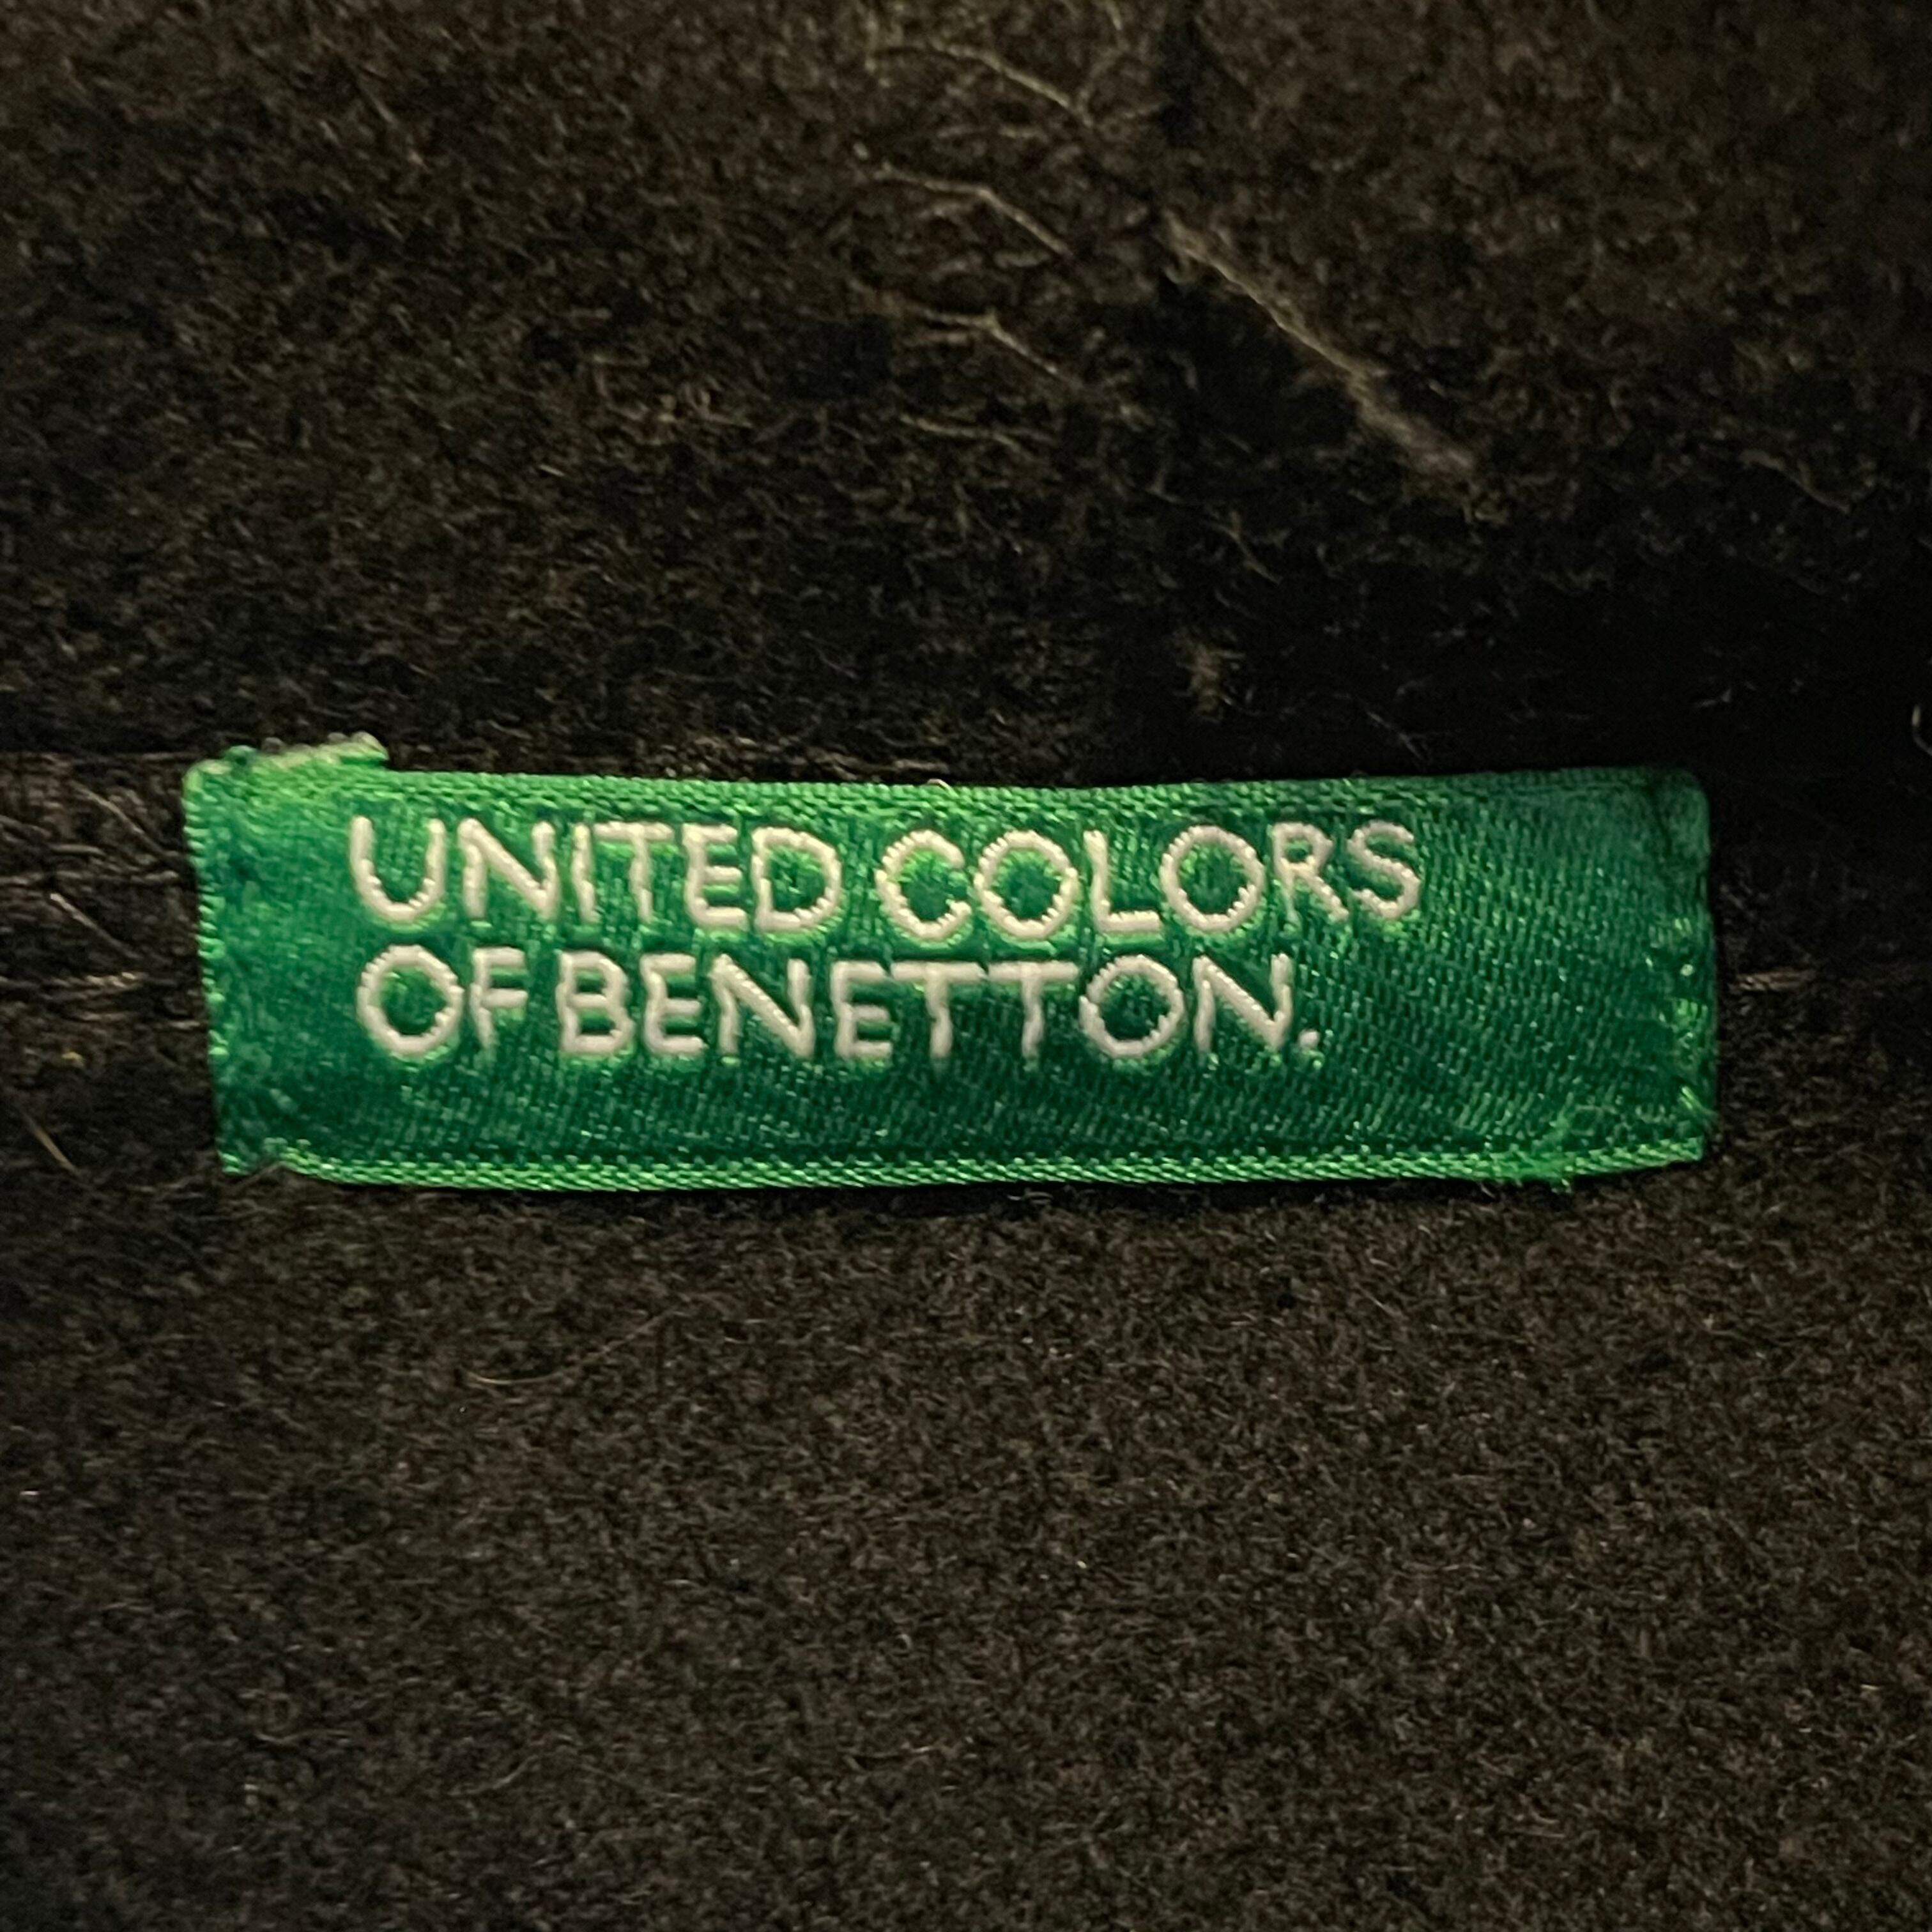 UNITED COLORS
OF BENETTON.